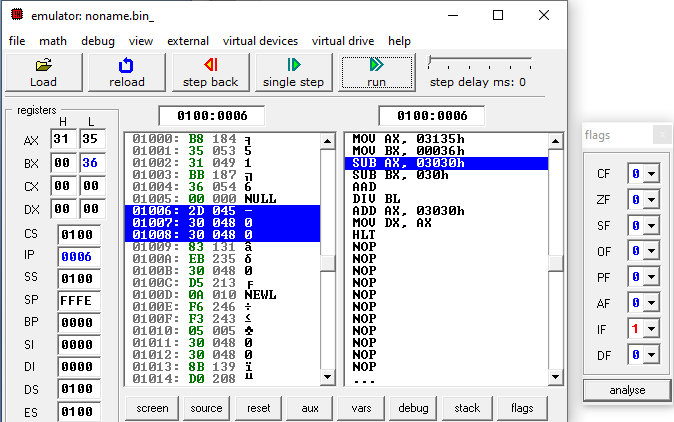 emulator: noname.bin_
file math debug view external virtual devices virtual drive help
Load reload step back single step run step delay ms: 0
registers
H L
AX 31 35
BX 00 36
CX 00 00
DX 00 00
CS 0100
IP 0006
SS 0100
SP FFFE
BP 0000
SI 0000
DI 0000
DS 0100
ES 0100
0100:0006
01000: B8 184 ╕
01001: 35 053 5
01002: 31 049 1
01003: BB 187 ╗
01004: 36 054 6
01005: 00 000 NULL
01006: 2D 045 -
01007: 30 048 0
01008: 30 048 0
01009: 83 131 â
0100A: EB 235 δ
0100B: 30 048 0
0100C: D5 213 ╒
0100D: 0A 010 NEWL
0100E: F6 246 ÷
0100F: F3 243 ≤
01010: 05 005 ♣
01011: 30 048 0
01012: 30 048 0
01013: 8B 139 ï
01014: D0 208 ╨
0100:0006
MOV AX, 03135h
MOV BX, 00036h
SUB AX, 03030h
SUB BX, 030h
AAD
DIV BL
ADD AX, 03030h
MOV DX, AX
HLT
NOP
NOP
NOP
NOP
NOP
NOP
NOP
NOP
NOP
NOP
NOP
...
screen source reset aux vars debug stack flags
flags
x
CF 0
ZF 0
SF 0
OF 0
PF 0
AF 0
IF 1
DF 0
analyse